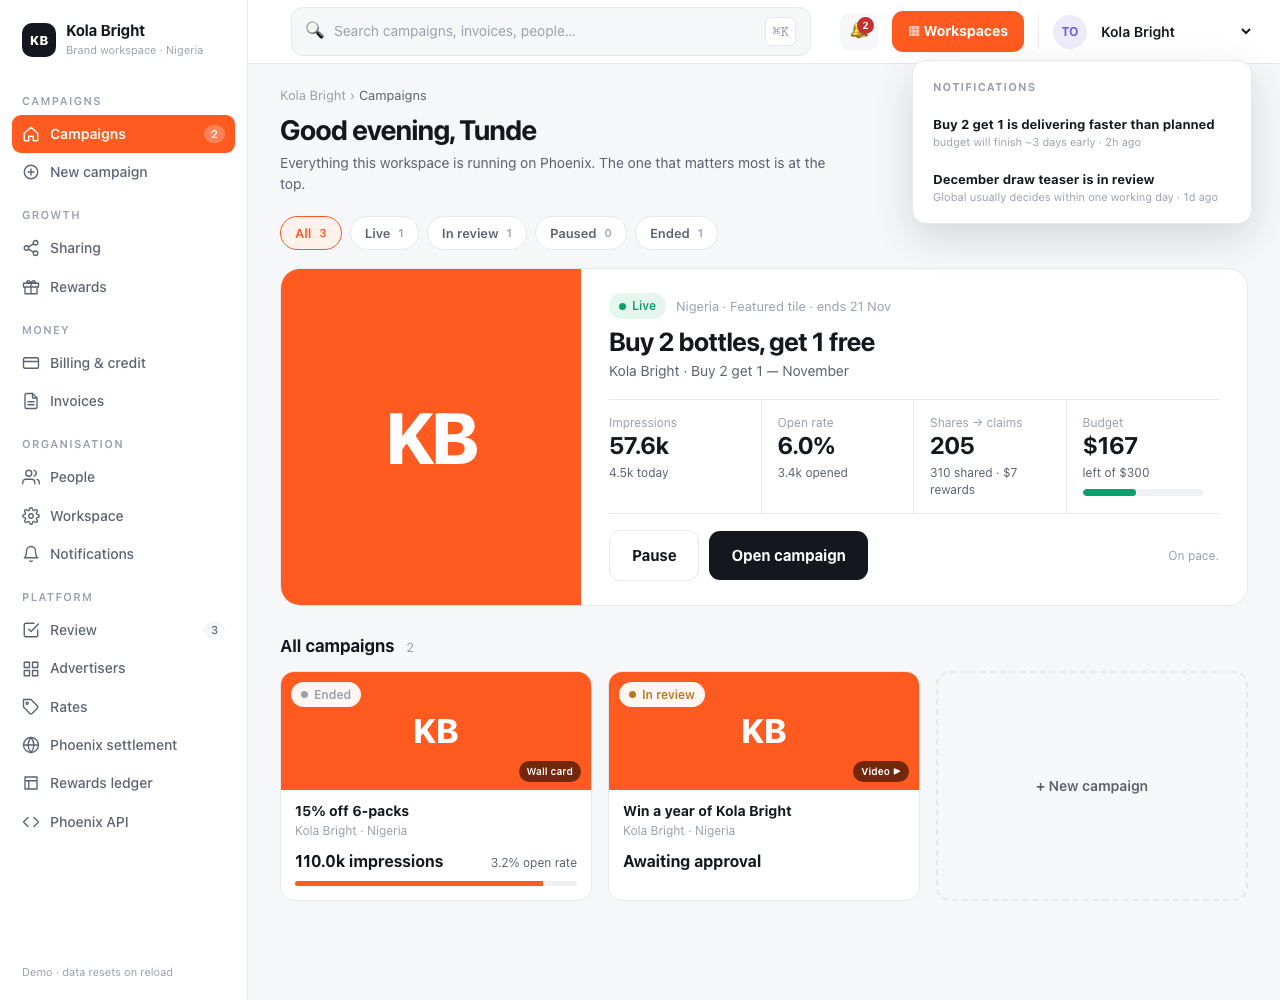 KB
Kola Bright
Brand workspace · Nigeria
CAMPAIGNS
Campaigns 2
New campaign
GROWTH
Sharing
Rewards
MONEY
Billing & credit
Invoices
ORGANISATION
People
Workspace
Notifications
PLATFORM
Review 3
Advertisers
Rates
Phoenix settlement
Rewards ledger
Phoenix API
Demo · data resets on reload
Search campaigns, invoices, people... ⌘K
2
Workspaces
TO
Kola Bright
NOTIFICATIONS
Buy 2 get 1 is delivering faster than planned
budget will finish ~3 days early · 2h ago
December draw teaser is in review
Global usually decides within one working day · 1d ago
Kola Bright › Campaigns
Good evening, Tunde
Everything this workspace is running on Phoenix. The one that matters most is at the
top.
All 3 Live 1 In review 1 Paused 0 Ended 1
KB
Live Nigeria · Featured tile · ends 21 Nov
Buy 2 bottles, get 1 free
Kola Bright · Buy 2 get 1 — November
Impressions
57.6k
4.5k today
Open rate
6.0%
3.4k opened
Shares → claims
205
310 shared · $7
rewards
Budget
$167
left of $300
Pause Open campaign On pace.
All campaigns 2
Ended
KB
Wall card
15% off 6-packs
Kola Bright · Nigeria
110.0k impressions 3.2% open rate
In review
KB
Video ▶
Win a year of Kola Bright
Kola Bright · Nigeria
Awaiting approval
+ New campaign